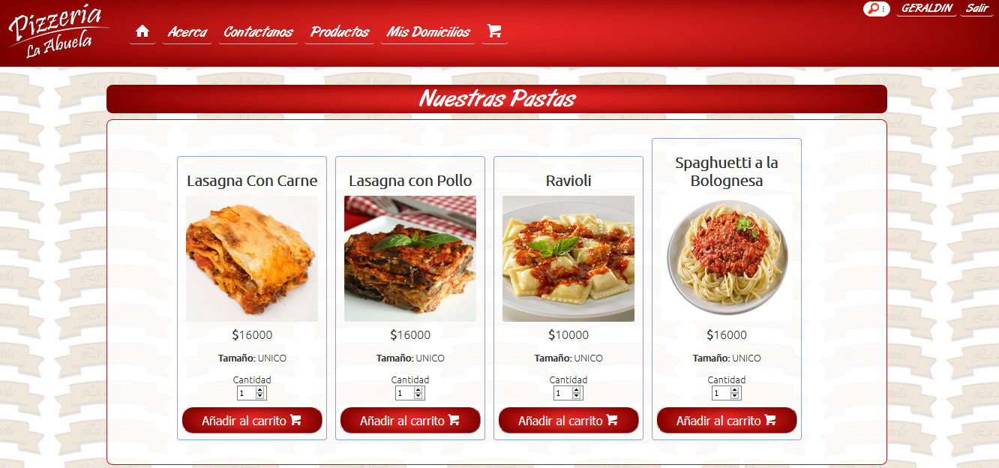 Pizzería
La Abuela
Acerca
Contactanos
Productos
Mis Domicilios
GERALDIN
Salir
Nuestras Pastas
Lasagna Con Carne
$16000
Tamaño: UNICO
Cantidad
1
Añadir al carrito
Lasagna con Pollo
$16000
Tamaño: UNICO
Cantidad
1
Añadir al carrito
Ravioli
$10000
Tamaño: UNICO
Cantidad
1
Añadir al carrito
Spaghuetti a la
Bolognesa
$16000
Tamaño: UNICO
Cantidad
1
Añadir al carrito